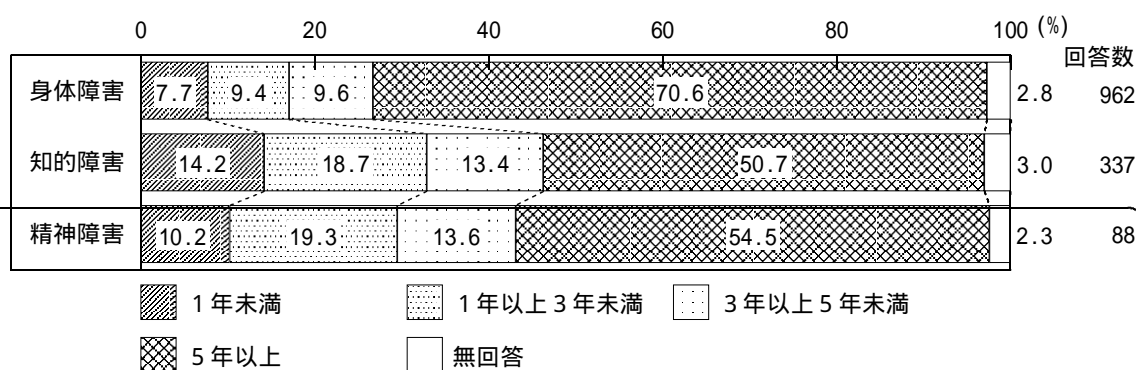 0 20 40 60 80 100 (%)
回答数
身体障害 7.7 9.4 9.6 70.6 2.8 962
知的障害 14.2 18.7 13.4 50.7 3.0 337
精神障害 10.2 19.3 13.6 54.5 2.3 88
1年未満 1年以上3年未満 3年以上5年未満
5年以上 無回答